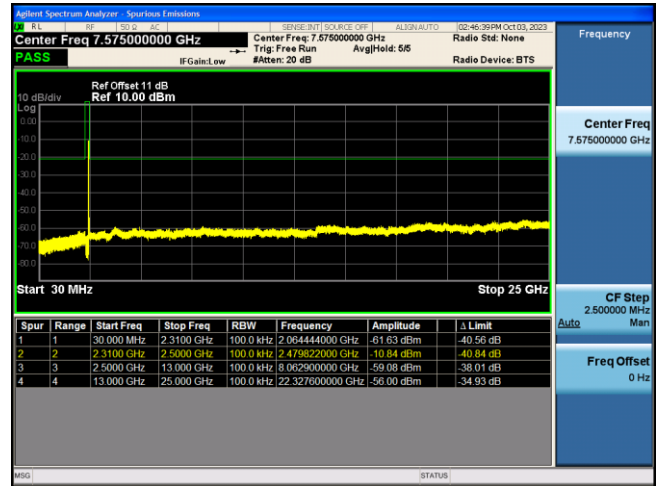 Agilent Spectrum Analyzer - Spurious Emissions
RL RF 50 Ω AC SENSE:INT SOURCE OFF ALIGN AUTO 02:46:39 PM Oct 03, 2023
Center Freq 7.575000000 GHz Center Freq: 7.575000000 GHz Radio Std: None
Trig: Free Run Avg|Hold: 5/5
PASS IFGain:Low #Atten: 20 dB Radio Device: BTS
Frequency
Ref Offset 11 dB
10 dB/div Ref 10.00 dBm
Log
0.00
-10.0
-20.0
-30.0
-40.0
-50.0
-60.0
-70.0
-80.0
Start 30 MHz Stop 25 GHz
Spur Range Start Freq Stop Freq RBW Frequency Amplitude Δ Limit
1 1 30.000 MHz 2.3100 GHz 100.0 kHz 2.064444000 GHz -61.63 dBm -40.56 dB
2 2 2.3100 GHz 2.5000 GHz 100.0 kHz 2.479822000 GHz -10.84 dBm -40.84 dB
3 3 2.5000 GHz 13.000 GHz 100.0 kHz 8.062900000 GHz -59.08 dBm -38.01 dB
4 4 13.000 GHz 25.000 GHz 100.0 kHz 22.327600000 GHz -56.00 dBm -34.93 dB
Center Freq
7.575000000 GHz
CF Step
2.500000 MHz
Auto Man
Freq Offset
0 Hz
MSG STATUS